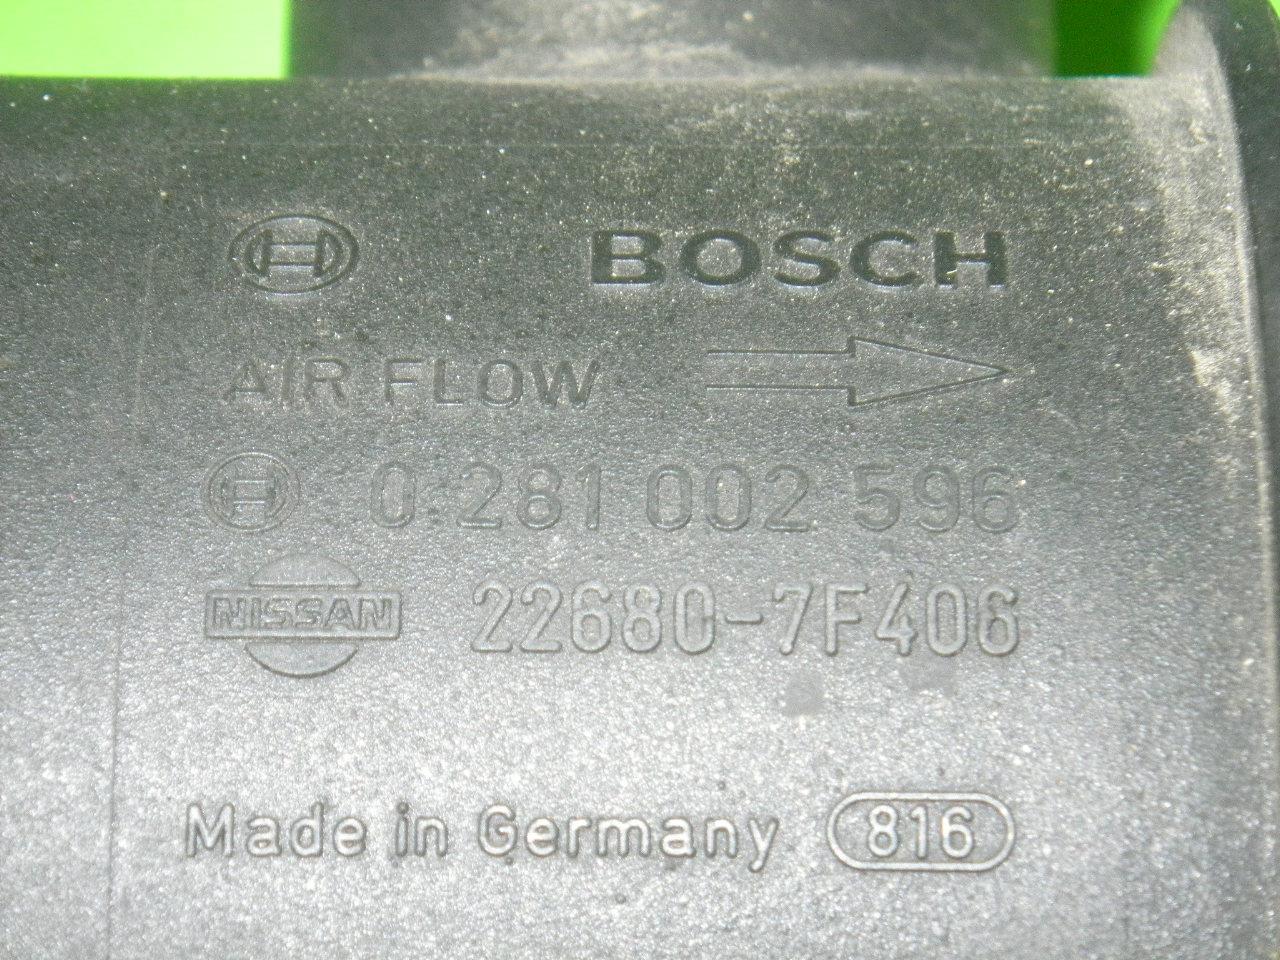 BOSCH
AIR FLOW
0 281 002 596
NISSAN 22680-7F406
Made in Germany 816